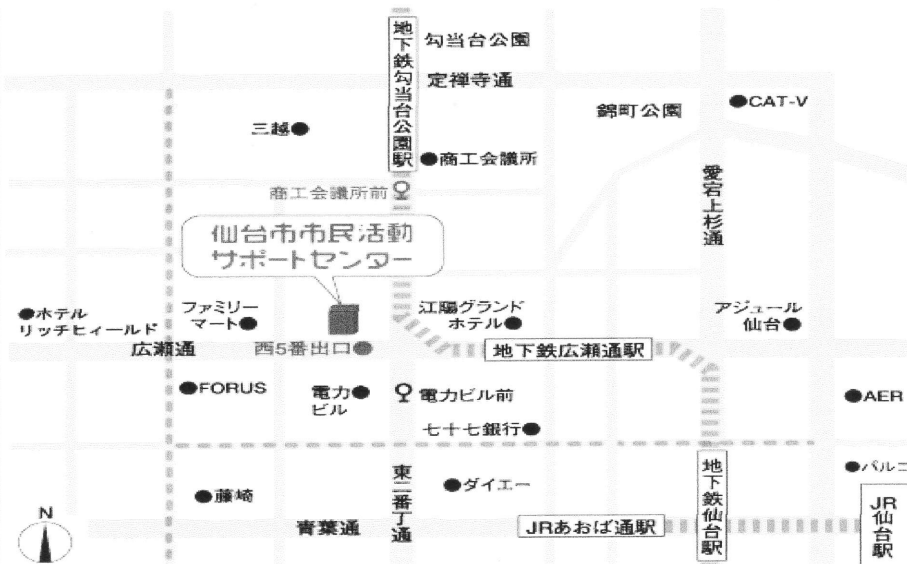 地下鉄勾当台公園駅
勾当台公園
定禅寺通
錦町公園
CAT-V
三越
商工会議所
商工会議所前
愛宕上杉通
仙台市市民活動
サポートセンター
ホテル
リッチヒィールド
ファミリー
マート
江陽グランド
ホテル
アジュール
仙台
広瀬通
西5番出口
地下鉄広瀬通駅
FORUS
電力
ビル
電力ビル前
AER
七十七銀行
藤崎
東二番丁通
ダイエー
地下鉄仙台駅
パルコ
N
青葉通
JRあおば通駅
JR
仙台駅